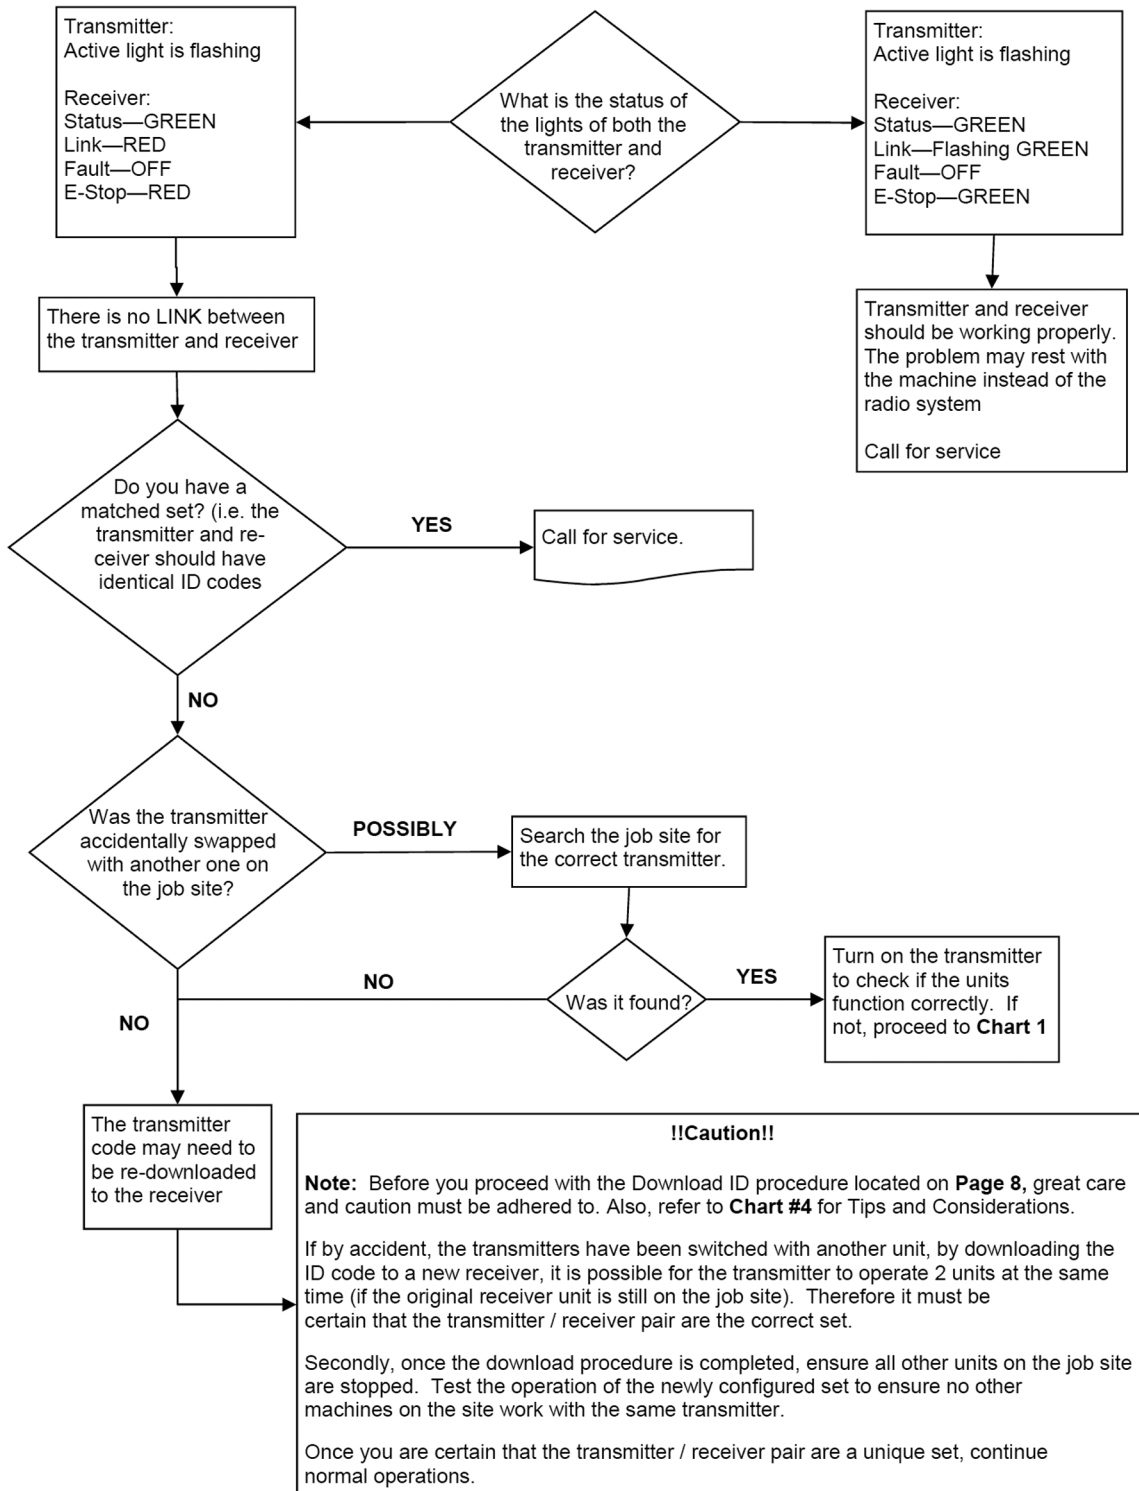 Transmitter:
Active light is flashing
Receiver:
Status—GREEN
Link—RED
Fault—OFF
E-Stop—RED
What is the status of
the lights of both the
transmitter and
receiver?
Transmitter:
Active light is flashing
Receiver:
Status—GREEN
Link—Flashing GREEN
Fault—OFF
E-Stop—GREEN
There is no LINK between
the transmitter and receiver
Transmitter and receiver
should be working properly.
The problem may rest with
the machine instead of the
radio system
Call for service
Do you have a
matched set? (i.e. the
transmitter and re-
ceiver should have
identical ID codes
YES
Call for service.
NO
Was the transmitter
accidentally swapped
with another one on
the job site?
POSSIBLY
Search the job site for
the correct transmitter.
Was it found?
YES
Turn on the transmitter
to check if the units
function correctly.  If
not, proceed to Chart 1
NO
NO
The transmitter
code may need to
be re-downloaded
to the receiver
!!Caution!!
Note:  Before you proceed with the Download ID procedure located on Page 8, great care
and caution must be adhered to. Also, refer to Chart #4 for Tips and Considerations.
If by accident, the transmitters have been switched with another unit, by downloading the
ID code to a new receiver, it is possible for the transmitter to operate 2 units at the same
time (if the original receiver unit is still on the job site).  Therefore it must be
certain that the transmitter / receiver pair are the correct set.
Secondly, once the download procedure is completed, ensure all other units on the job site
are stopped.  Test the operation of the newly configured set to ensure no other
machines on the site work with the same transmitter.
Once you are certain that the transmitter / receiver pair are a unique set, continue
normal operations.